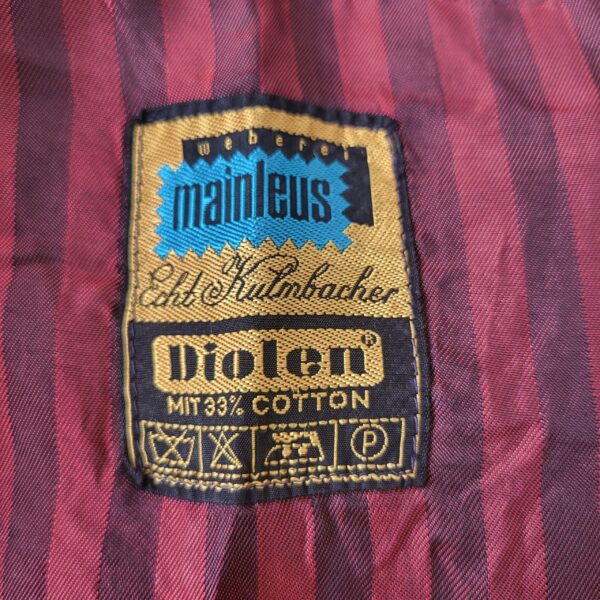 weberei
mainleus
Echt Kulmbacher
Diolen®
MIT 33% COTTON
P